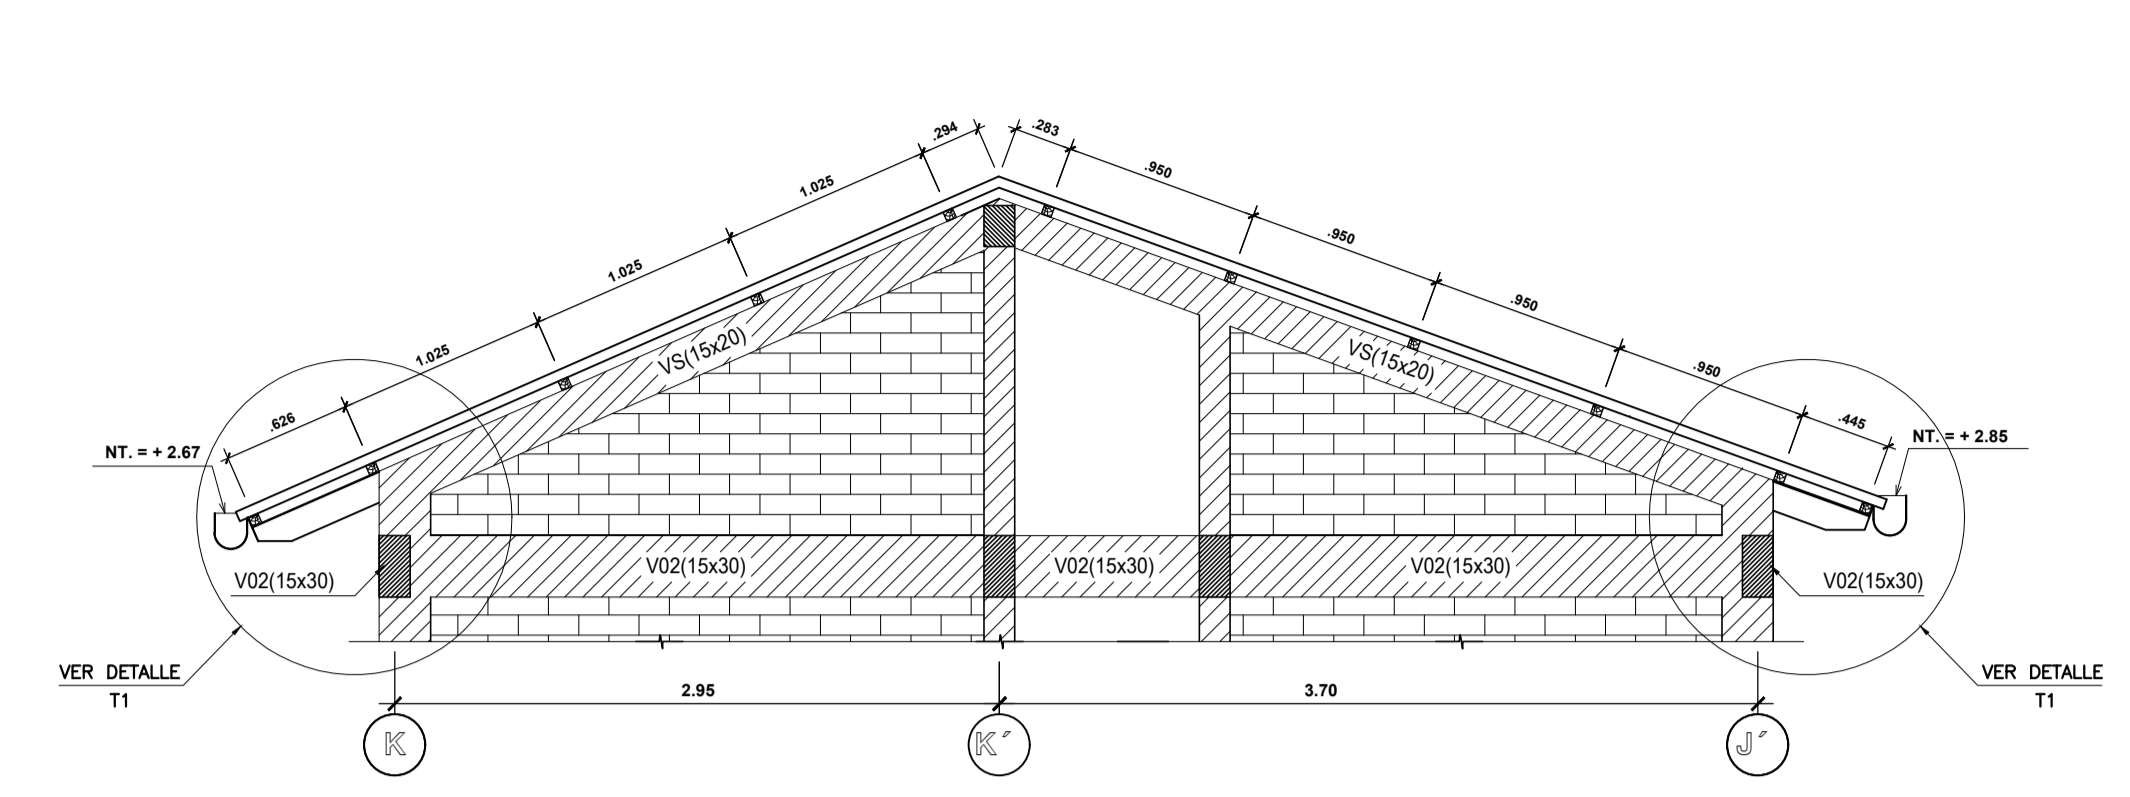 .294
.283
1.025
.950
1.025
.950
1.025
.950
.626
.950
.445
NT. = + 2.67
NT. = + 2.85
VS(15x20)
VS(15x20)
V02(15x30)
V02(15x30)
V02(15x30)
V02(15x30)
V02(15x30)
VER DETALLE
T1
VER DETALLE
T1
2.95
3.70
K
K´
J´